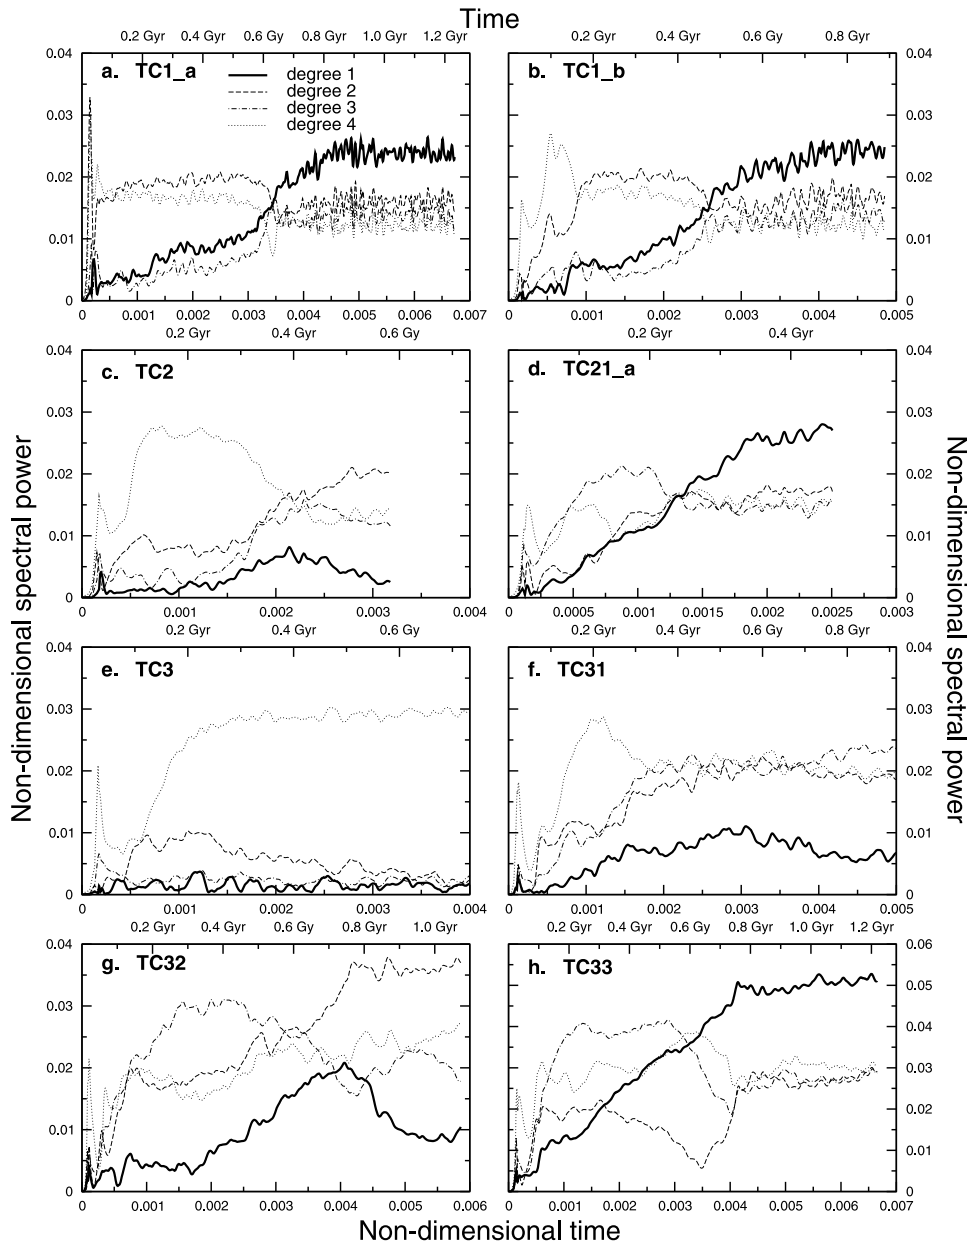 Time
0.2 Gyr 0.4 Gyr 0.6 Gy 0.8 Gyr 1.0 Gyr 1.2 Gyr
0.2 Gyr 0.4 Gyr 0.6 Gy 0.8 Gyr
a. TC1_a
degree 1
degree 2
degree 3
degree 4
0.04
0.03
0.02
0.01
0
0 0.001 0.002 0.003 0.004 0.005 0.006 0.007
b. TC1_b
0.04
0.03
0.02
0.01
0
0 0.001 0.002 0.003 0.004 0.005
0.2 Gyr 0.4 Gyr 0.6 Gy
c. TC2
0.04
0.03
0.02
0.01
0
0 0.001 0.002 0.003 0.004
0.2 Gyr 0.4 Gyr
d. TC21_a
0.04
0.03
0.02
0.01
0
0 0.0005 0.001 0.0015 0.002 0.0025 0.003
0.2 Gyr 0.4 Gyr 0.6 Gy
e. TC3
0.04
0.03
0.02
0.01
0
0 0.001 0.002 0.003 0.004
0.2 Gyr 0.4 Gyr 0.6 Gy 0.8 Gyr
f. TC31
0.04
0.03
0.02
0.01
0
0 0.001 0.002 0.003 0.004 0.005
0.2 Gyr 0.4 Gyr 0.6 Gy 0.8 Gyr 1.0 Gyr
g. TC32
0.04
0.03
0.02
0.01
0
0 0.001 0.002 0.003 0.004 0.005 0.006
0.2 Gyr 0.4 Gyr 0.6 Gy 0.8 Gyr 1.0 Gyr 1.2 Gyr
h. TC33
0.06
0.05
0.04
0.03
0.02
0.01
0
0 0.001 0.002 0.003 0.004 0.005 0.006 0.007
Non-dimensional spectral power
Non-dimensional spectral power
Non-dimensional time